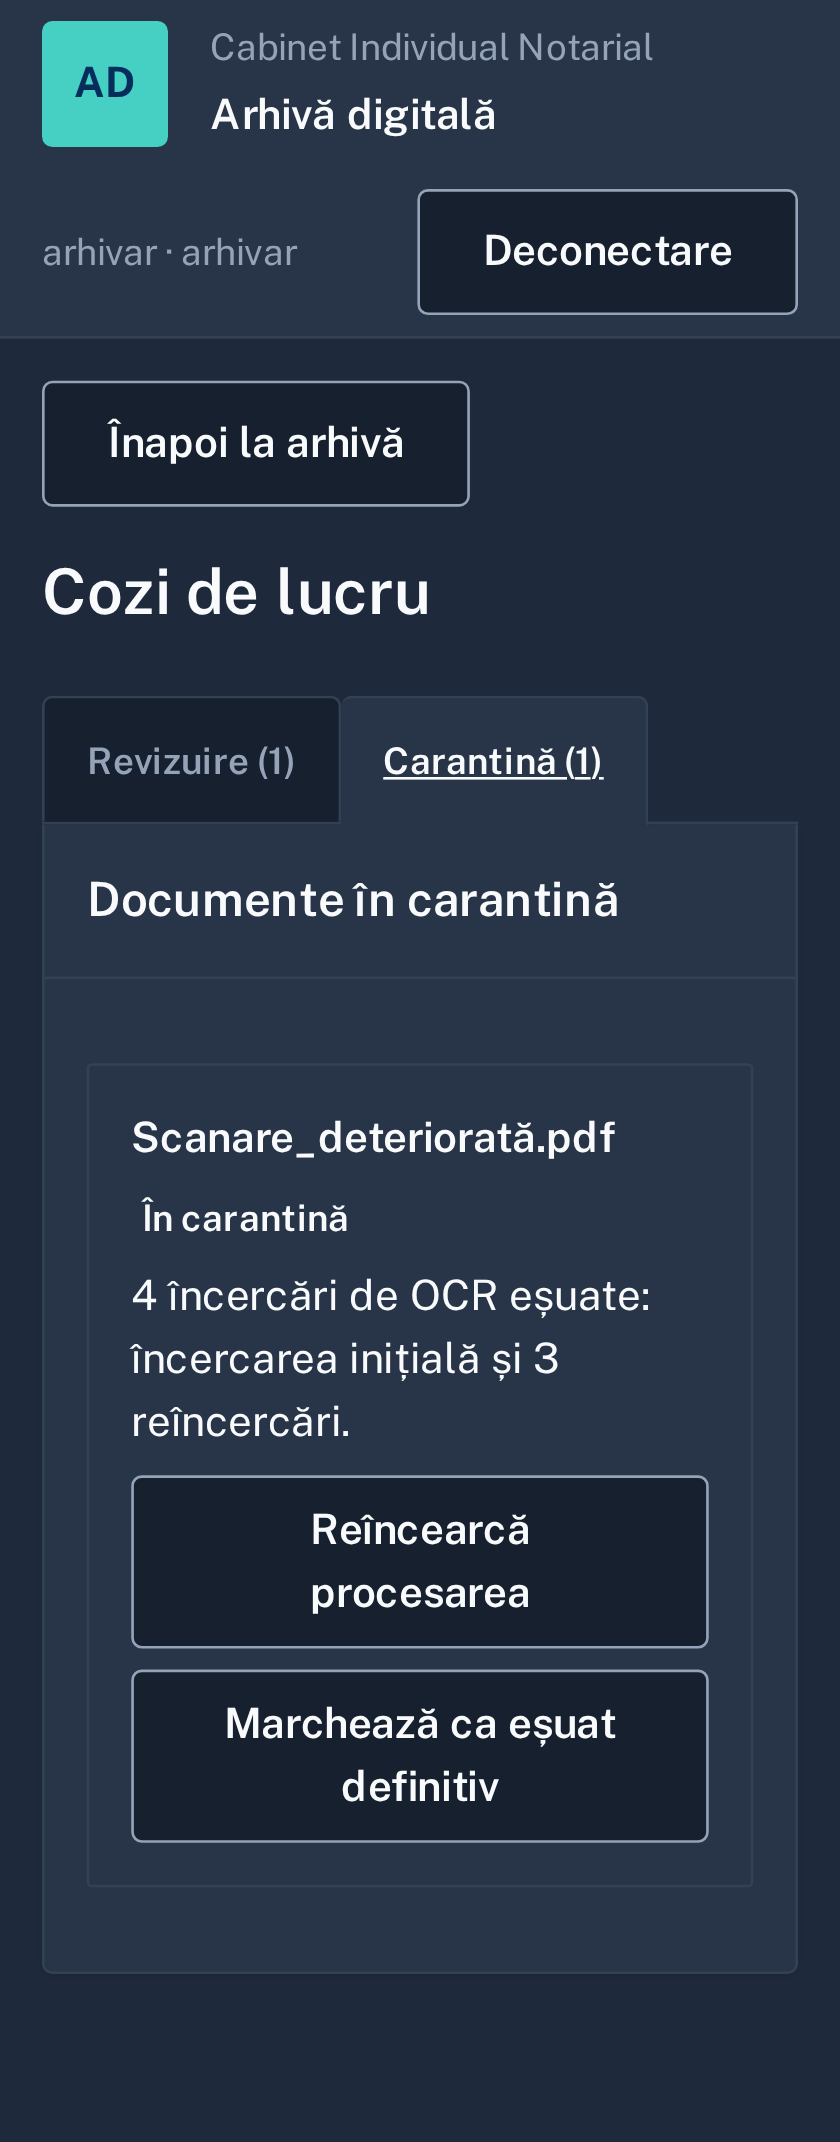 AD
Cabinet Individual Notarial
Arhivă digitală
arhivar · arhivar
Deconectare
Înapoi la arhivă
Cozi de lucru
Revizuire (1)
Carantină (1)
Documente în carantină
Scanare_deteriorată.pdf
În carantină
4 încercări de OCR eșuate:
încercarea inițială și 3
reîncercări.
Reîncearcă
procesarea
Marchează ca eșuat
definitiv